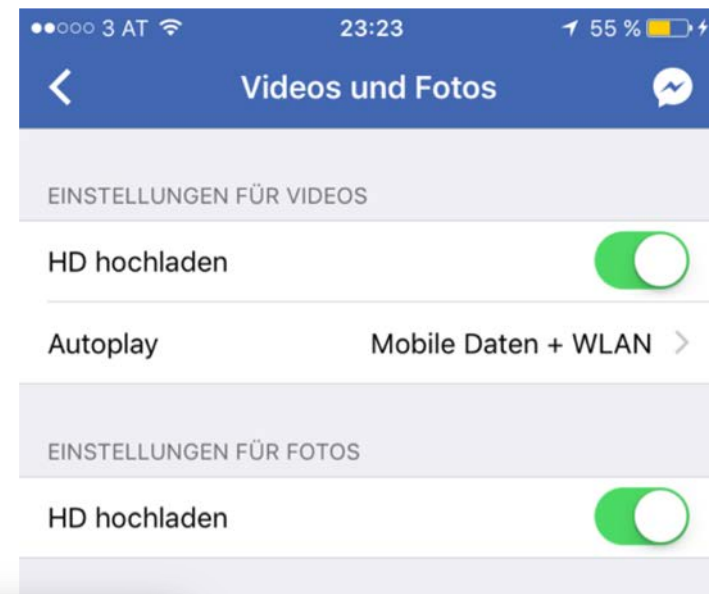 3 AT 23:23 55 %
Videos und Fotos
EINSTELLUNGEN FÜR VIDEOS
HD hochladen
Autoplay Mobile Daten + WLAN
EINSTELLUNGEN FÜR FOTOS
HD hochladen